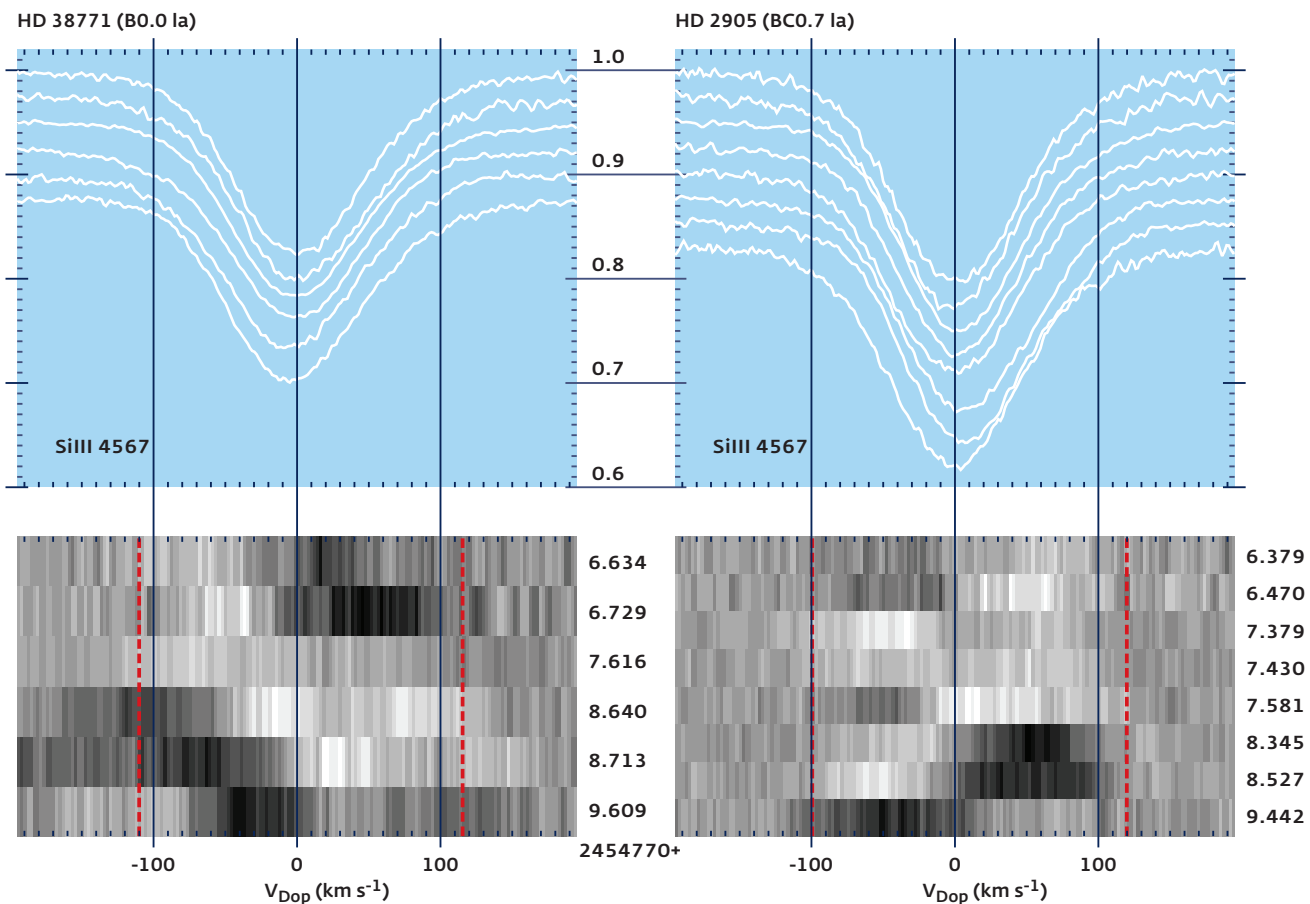 HD 38771 (B0.0 Ia)
HD 2905 (BC0.7 Ia)
1.0
0.9
0.8
0.7
0.6
SiIII 4567
SiIII 4567
6.634
6.729
7.616
8.640
8.713
9.609
2454770+
6.379
6.470
7.379
7.430
7.581
8.345
8.527
9.442
-100 0 100
V_Dop (km s⁻¹)
-100 0 100
V_Dop (km s⁻¹)